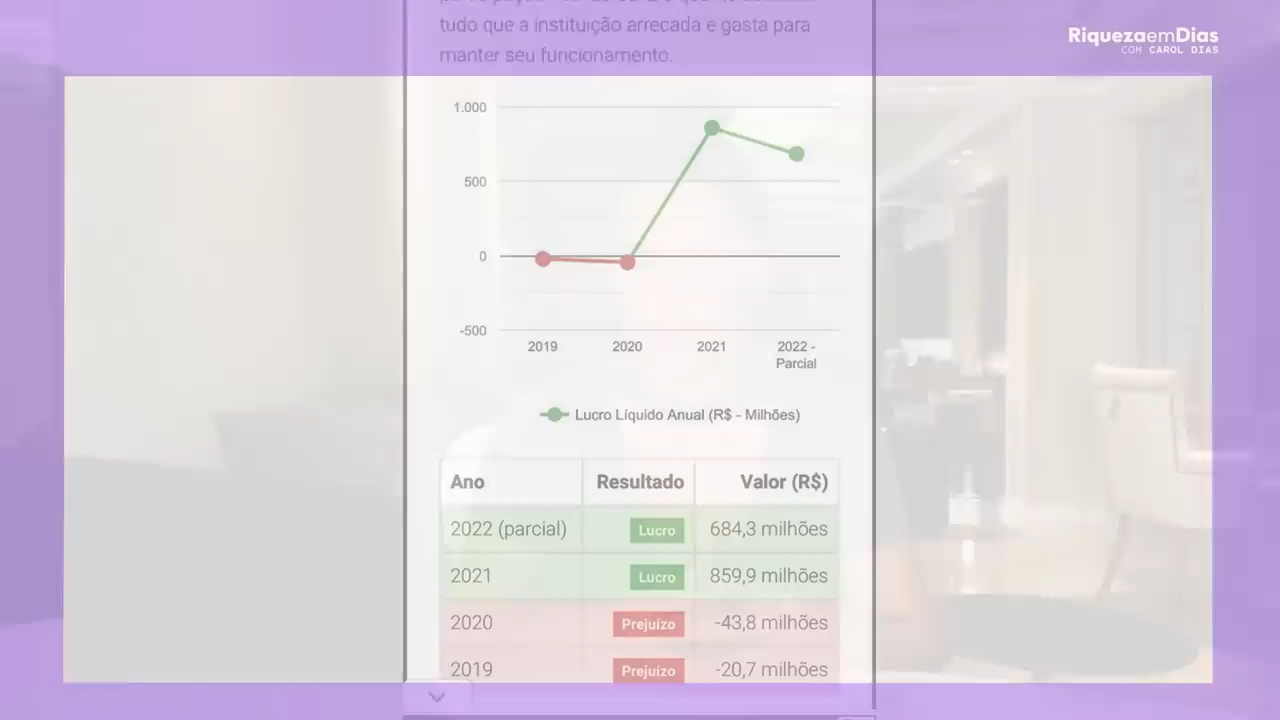 RiquezaemDias
COM CAROL DIAS
tudo que a instituição arrecada e gasta para
manter seu funcionamento.
1.000
500
0
-500
2019 2020 2021 2022 -
Parcial
Lucro Líquido Anual (R$ - Milhões)
Ano Resultado Valor (R$)
2022 (parcial) Lucro 684,3 milhões
2021 Lucro 859,9 milhões
2020 Prejuízo -43,8 milhões
2019 Prejuízo -20,7 milhões